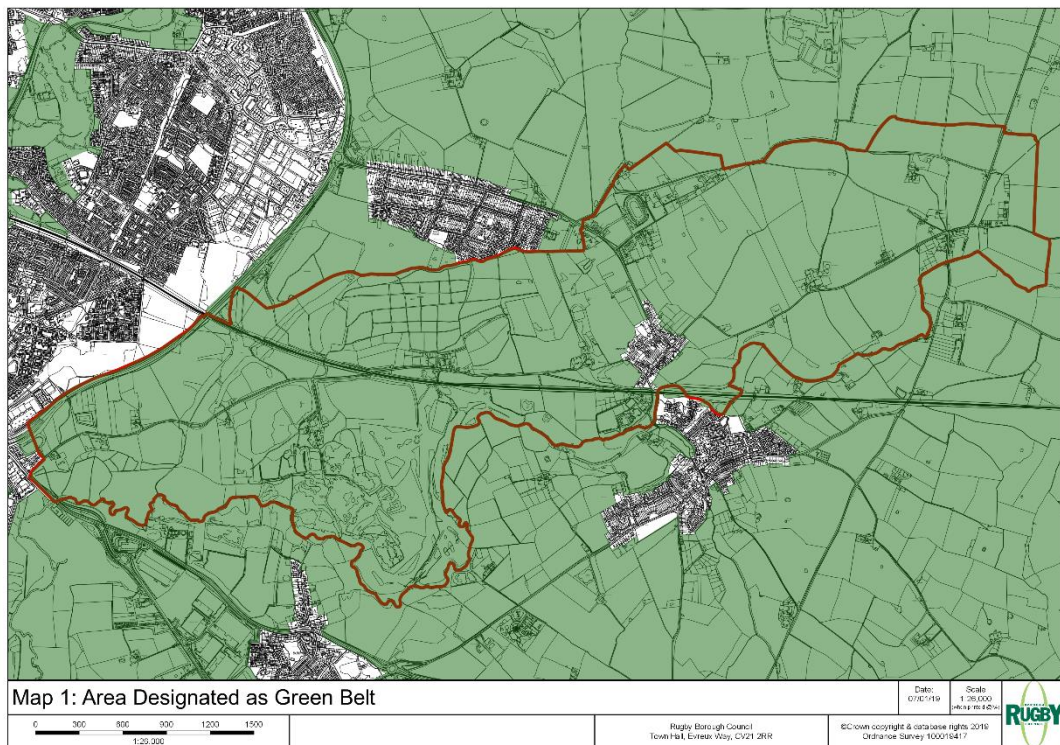 Map 1: Area Designated as Green Belt
0 300 600 900 1200 1500
1:26,000
Rugby Borough Council
Town Hall, Evreux Way, CV21 2RR
Date:
07/01/19
Scale
1:26,000
©Crown copyright & database rights 2019
Ordnance Survey 100019417
RUGBY